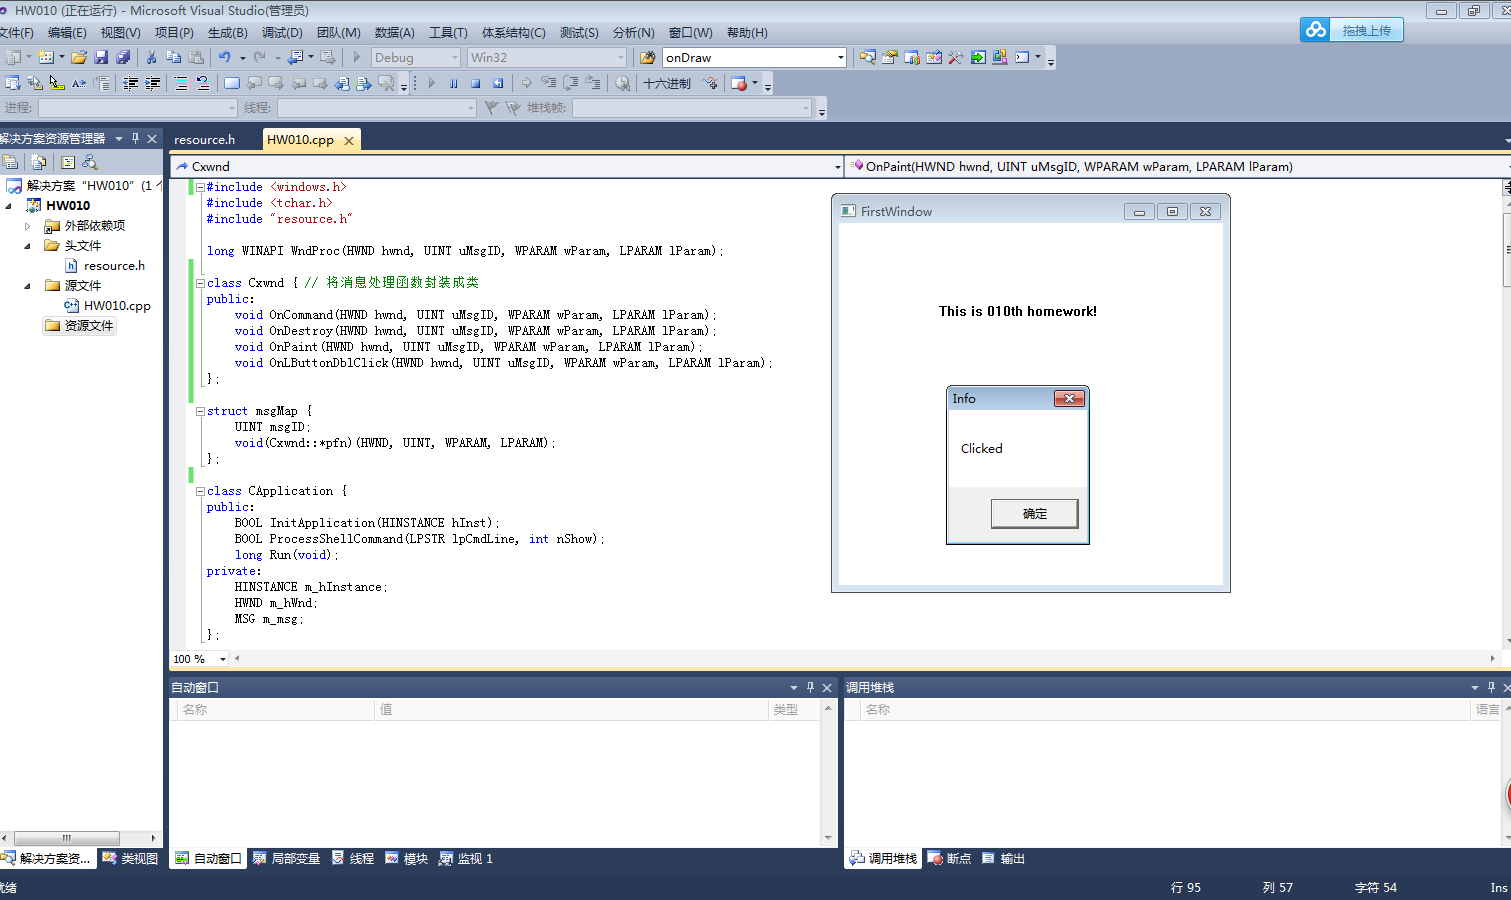 HW010 (正在运行) - Microsoft Visual Studio(管理员)
文件(F) 编辑(E) 视图(V) 项目(P) 生成(B) 调试(D) 团队(M) 数据(A) 工具(T) 体系结构(C) 测试(S) 分析(N) 窗口(W) 帮助(H)
拖拽上传
Debug Win32 onDraw
十六进制
进程: 线程: 堆栈帧:
解决方案资源管理器
resource.h HW010.cpp
Cxwnd OnPaint(HWND hwnd, UINT uMsgID, WPARAM wParam, LPARAM lParam)
解决方案 "HW010" (1 个
HW010
外部依赖项
头文件
resource.h
源文件
HW010.cpp
资源文件
#include <windows.h>
#include <tchar.h>
#include "resource.h"
long WINAPI WndProc(HWND hwnd, UINT uMsgID, WPARAM wParam, LPARAM lParam);
class Cxwnd { // 将消息处理函数封装成类
public:
void OnCommand(HWND hwnd, UINT uMsgID, WPARAM wParam, LPARAM lParam);
void OnDestroy(HWND hwnd, UINT uMsgID, WPARAM wParam, LPARAM lParam);
void OnPaint(HWND hwnd, UINT uMsgID, WPARAM wParam, LPARAM lParam);
void OnLButtonDblClick(HWND hwnd, UINT uMsgID, WPARAM wParam, LPARAM lParam);
};
struct msgMap {
UINT msgID;
void(Cxwnd::*pfn)(HWND, UINT, WPARAM, LPARAM);
};
class CApplication {
public:
BOOL InitApplication(HINSTANCE hInst);
BOOL ProcessShellCommand(LPSTR lpCmdLine, int nShow);
long Run(void);
private:
HINSTANCE m_hInstance;
HWND m_hWnd;
MSG m_msg;
};
100 %
FirstWindow
This is 010th homework!
Info
Clicked
确定
自动窗口
名称 值 类型
调用堆栈
名称 语言
解决方案资... 类视图
自动窗口 局部变量 线程 模块 监视 1
调用堆栈 断点 输出
就绪 行 95 列 57 字符 54 Ins